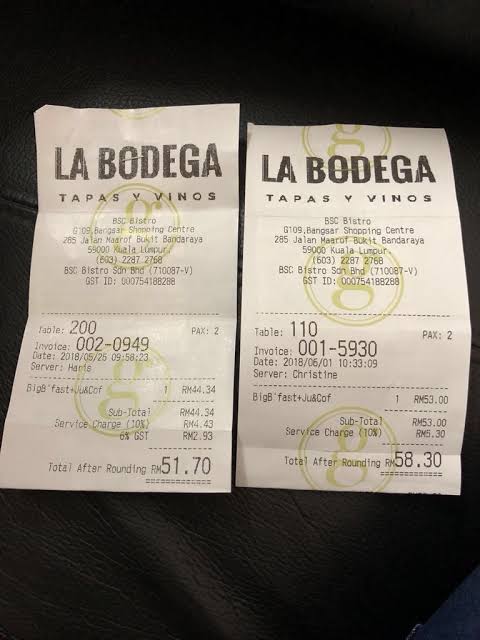 LA BODEGA
TAPAS Y VINOS
BSC Bistro
G109,Bangsar Shopping Centre
285 Jalan Maarof Bukit Bandaraya
59000 Kuala Lumpur.
(603) 2287 2768
BSC Bistro Sdn Bhd (710087-V)
GST ID: 000754188288
Table: 200 PAX: 2
Invoice: 002-0949
Date: 2018/05/25 09:58:23
Server: Haris
BigB'fast+Ju&Cof 1 RM44.34
Sub-Total RM44.34
Service Charge (10%) RM4.43
6% GST RM2.93
Total After Rounding RM51.70
LA BODEGA
TAPAS Y VINOS
BSC Bistro
G109,Bangsar Shopping Centre
285 Jalan Maarof Bukit Bandaraya
59000 Kuala Lumpur.
(603) 2287 2768
BSC Bistro Sdn Bhd (710087-V)
GST ID: 000754188288
Table: 110 PAX: 2
Invoice: 001-5930
Date: 2018/06/01 10:33:09
Server: Christine
BigB'fast+Ju&Cof 1 RM53.00
Sub-Total RM53.00
Service Charge (10%) RM5.30
Total After Rounding RM58.30